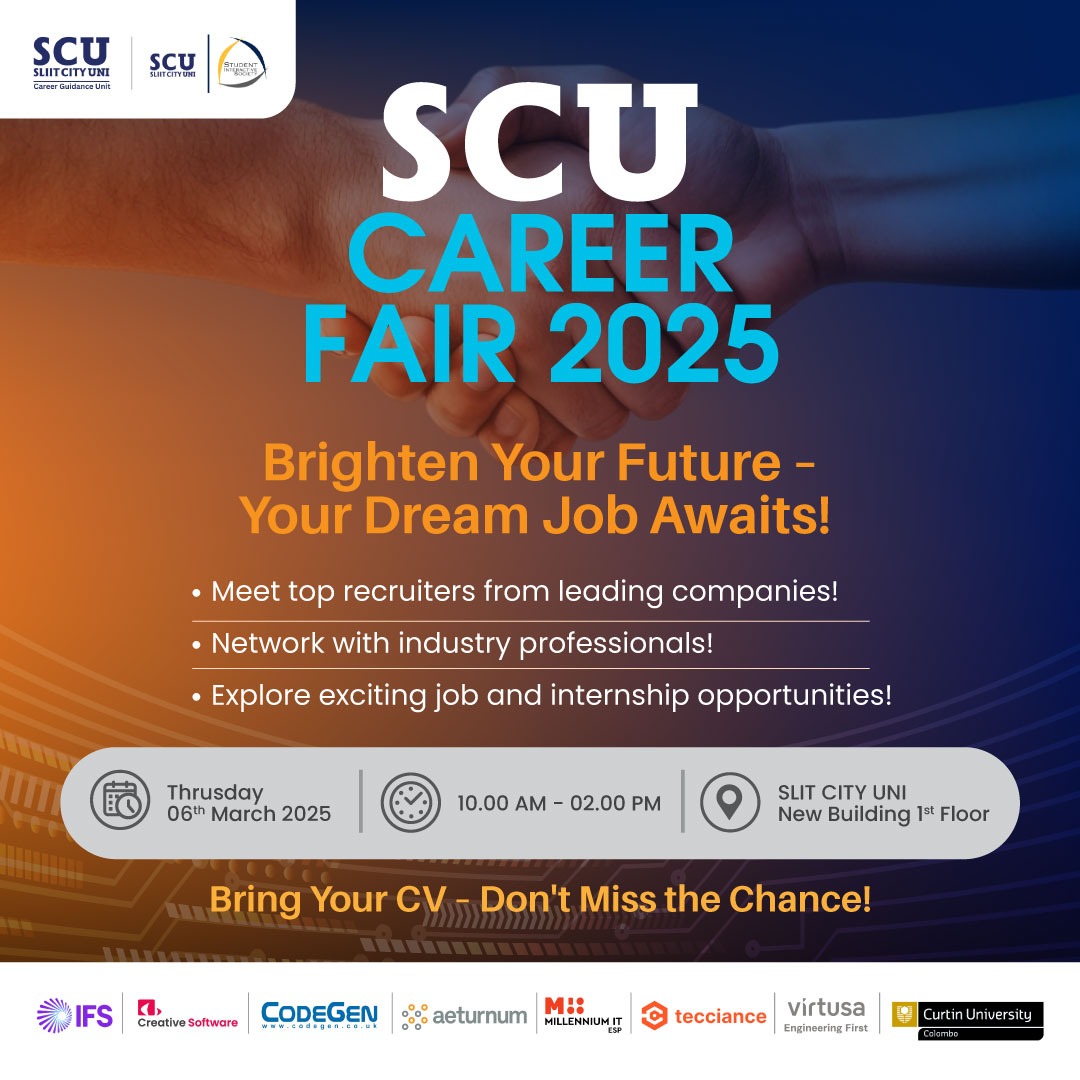 SCU
SLIIT CITY UNI
Career Guidance Unit
SCU
SLIIT CITY UNI
STUDENT
INTERACTIVE
SOCIETY
SCU
CAREER
FAIR 2025
Brighten Your Future –
Your Dream Job Awaits!
• Meet top recruiters from leading companies!
• Network with industry professionals!
• Explore exciting job and internship opportunities!
Thrusday
06th March 2025
10.00 AM - 02.00 PM
SLIT CITY UNI
New Building 1st Floor
Bring Your CV - Don't Miss the Chance!
IFS
Creative Software
CODEGEN
www.codegen.co.uk
aeturnum
MILLENNIUM IT
ESP
tecciance
virtusa
Engineering First
Curtin University
Colombo